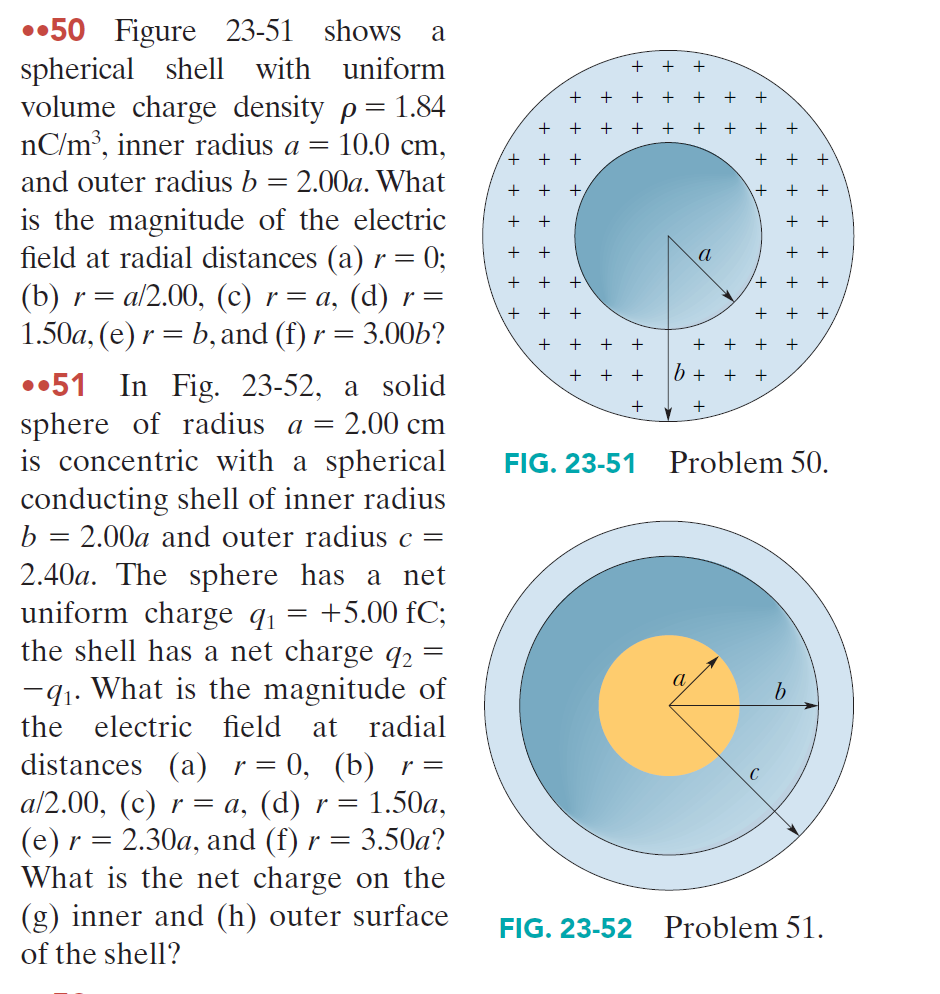 ••50 Figure 23-51 shows a
spherical shell with uniform
volume charge density ρ = 1.84
nC/m³, inner radius a = 10.0 cm,
and outer radius b = 2.00a. What
is the magnitude of the electric
field at radial distances (a) r = 0;
(b) r = a/2.00, (c) r = a, (d) r =
1.50a, (e) r = b, and (f) r = 3.00b?
••51 In Fig. 23-52, a solid
sphere of radius a = 2.00 cm
is concentric with a spherical
conducting shell of inner radius
b = 2.00a and outer radius c =
2.40a. The sphere has a net
uniform charge q₁ = +5.00 fC;
the shell has a net charge q₂ =
−q₁. What is the magnitude of
the electric field at radial
distances (a) r = 0, (b) r =
a/2.00, (c) r = a, (d) r = 1.50a,
(e) r = 2.30a, and (f) r = 3.50a?
What is the net charge on the
(g) inner and (h) outer surface
of the shell?
+ + +
+ + + + + + +
+ + + + + + + + +
+ + + + + +
+ + + + + +
+ + + +
+ + a + +
+ + + + + +
+ + + + + +
+ + + + + + + +
+ + + b + + +
+ +
FIG. 23-51 Problem 50.
a
b
c
FIG. 23-52 Problem 51.